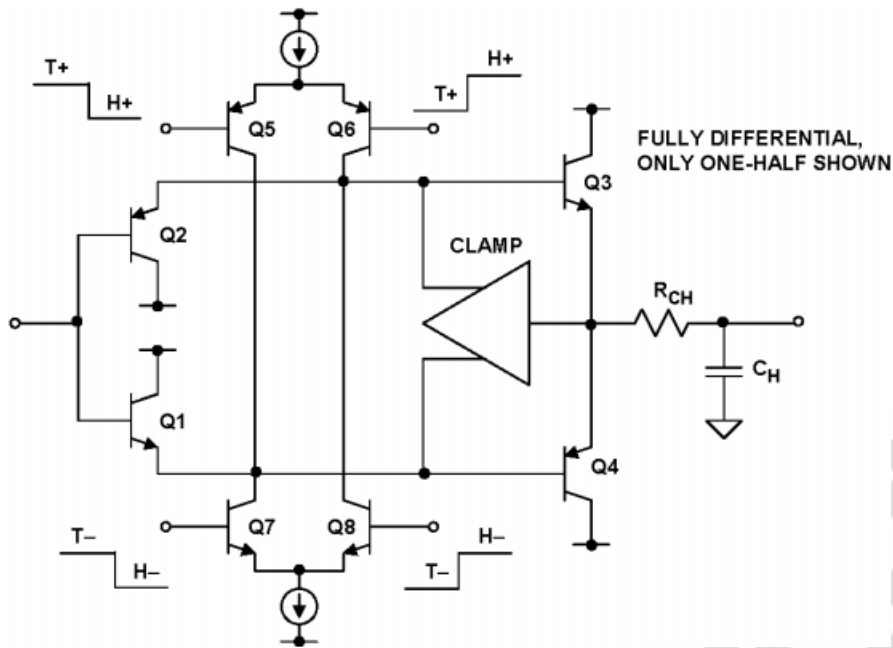 T+
H+
T+
H+
Q5
Q6
FULLY DIFFERENTIAL,
ONLY ONE-HALF SHOWN
Q3
Q2
CLAMP
RCH
CH
Q1
Q4
Q7
Q8
T–
H–
T–
H–